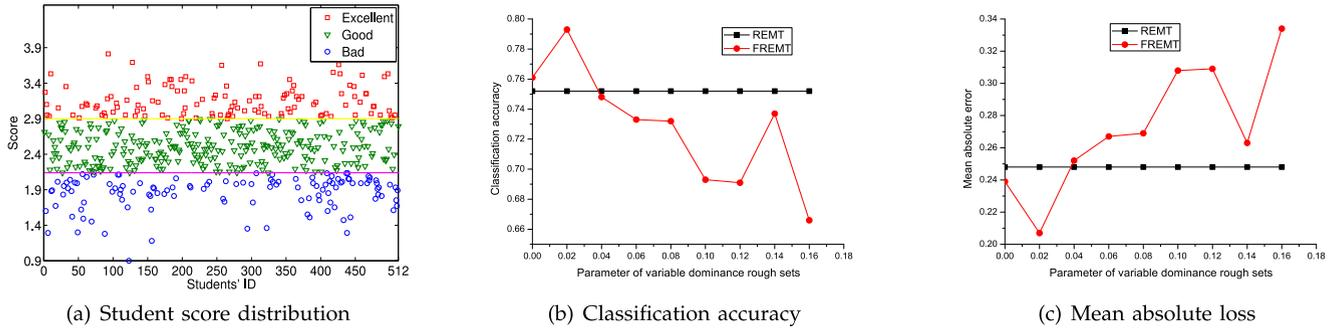 Excellent
Good
Bad
3.9
3.4
2.9
2.4
1.9
1.4
0.9
Score
0 50 100 150 200 250 300 350 400 450 512
Students' ID
(a) Student score distribution
REMT
FREMT
0.80
0.78
0.76
0.74
0.72
0.70
0.68
0.66
Classification accuracy
0.00 0.02 0.04 0.06 0.08 0.10 0.12 0.14 0.16 0.18
Parameter of variable dominance rough sets
(b) Classification accuracy
REMT
FREMT
0.34
0.32
0.30
0.28
0.26
0.24
0.22
0.20
Mean absolute error
0.00 0.02 0.04 0.06 0.08 0.10 0.12 0.14 0.16 0.18
Parameter of variable dominance rough sets
(c) Mean absolute loss